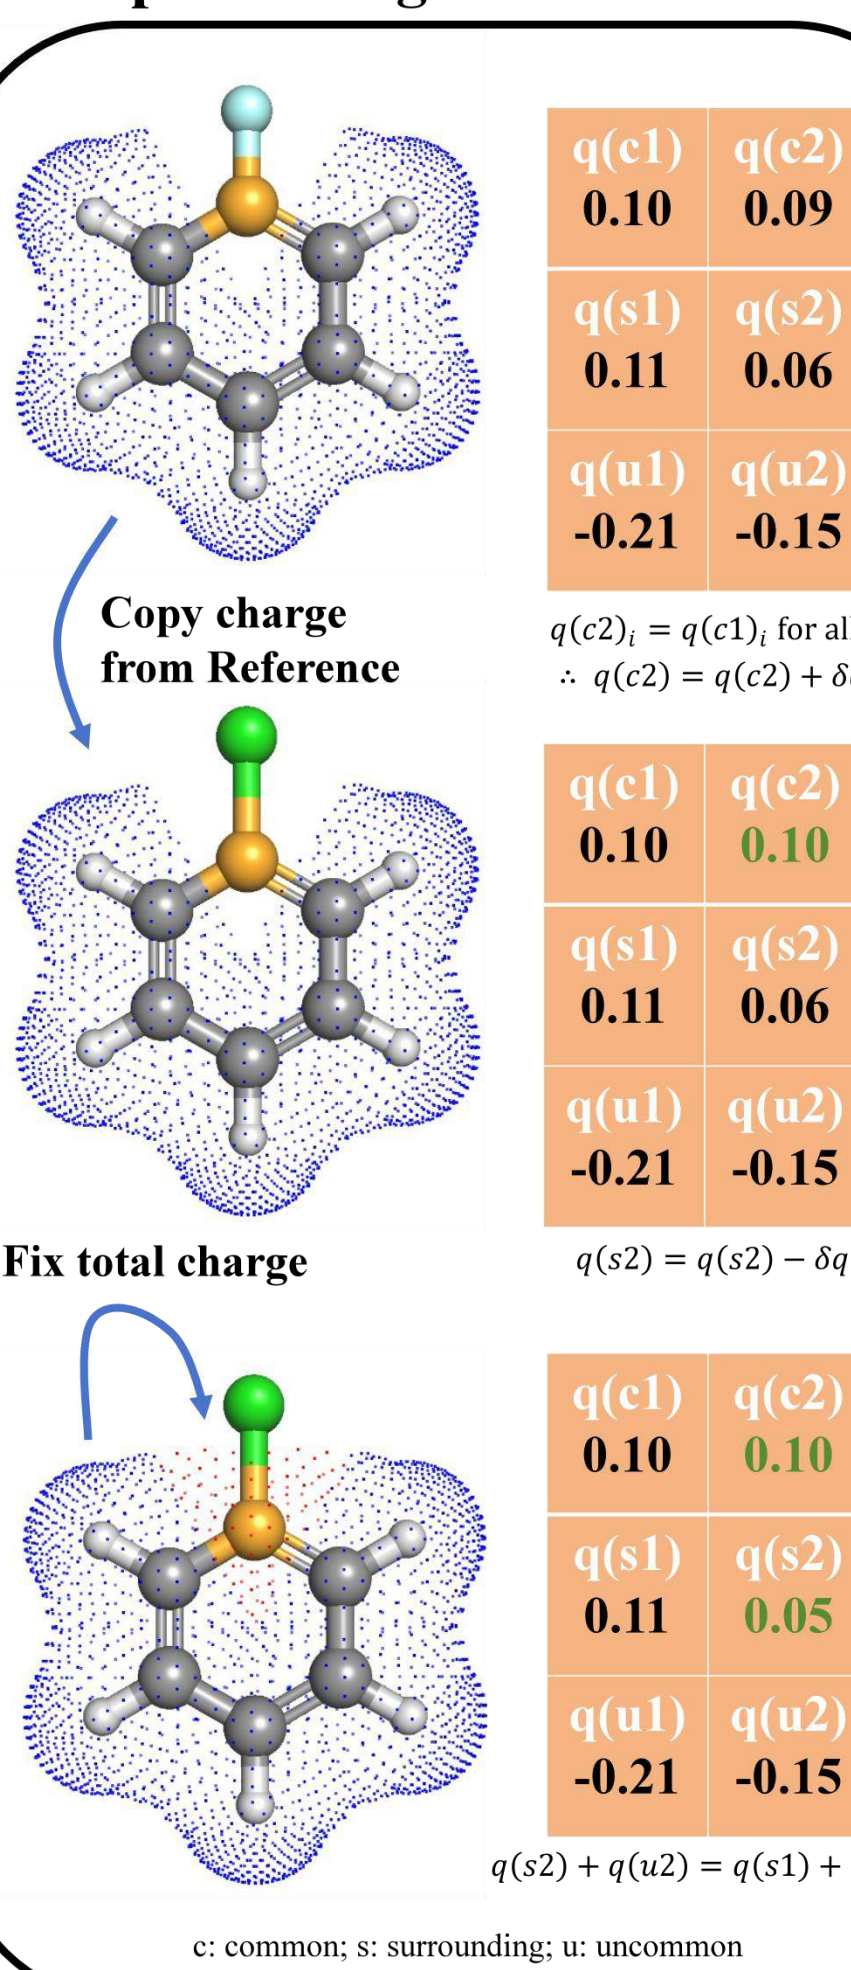 q(c1) q(c2)
0.10 0.09
q(s1) q(s2)
0.11 0.06
q(u1) q(u2)
-0.21 -0.15
q(c2)ᵢ = q(c1)ᵢ for all
∴ q(c2) = q(c2) + δ
Copy charge
from Reference
q(c1) q(c2)
0.10 0.10
q(s1) q(s2)
0.11 0.06
q(u1) q(u2)
-0.21 -0.15
Fix total charge
q(s2) = q(s2) − δq
q(c1) q(c2)
0.10 0.10
q(s1) q(s2)
0.11 0.05
q(u1) q(u2)
-0.21 -0.15
q(s2) + q(u2) = q(s1) +
c: common; s: surrounding; u: uncommon